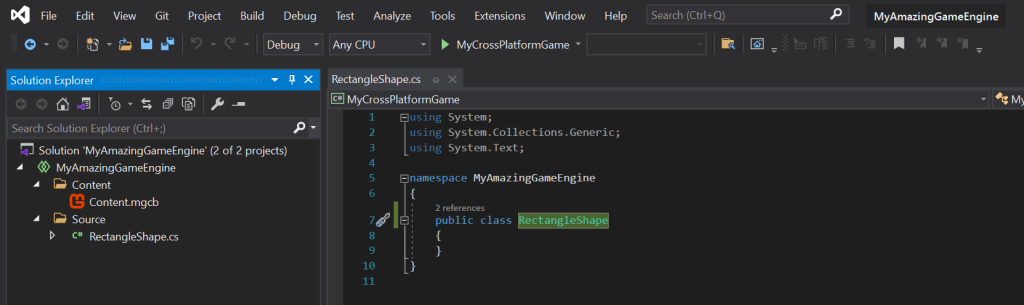 File Edit View Git Project Build Debug Test Analyze Tools Extensions Window Help Search (Ctrl+Q) MyAmazingGameEngine
Debug Any CPU MyCrossPlatformGame
Solution Explorer
Search Solution Explorer (Ctrl+;)
Solution 'MyAmazingGameEngine' (2 of 2 projects)
MyAmazingGameEngine
Content
Content.mgcb
Source
C# RectangleShape.cs
RectangleShape.cs
C# MyCrossPlatformGame My
1 using System;
2 using System.Collections.Generic;
3 using System.Text;
4
5 namespace MyAmazingGameEngine
6 {
2 references
7 public class RectangleShape
8 {
9 }
10 }
11